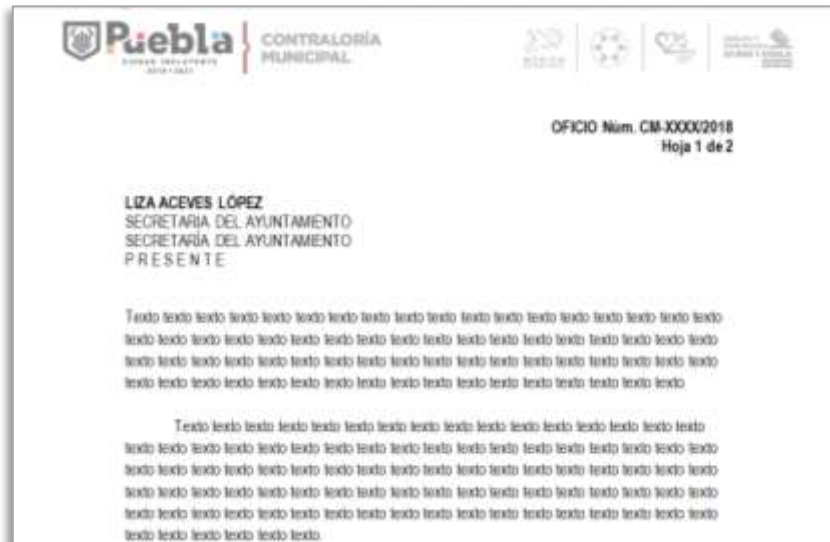 Puebla
CIUDAD INCLUYENTE
2018 - 2021
CONTRALORÍA
MUNICIPAL
OFICIO Núm. CM-XXXX/2018
Hoja 1 de 2
LIZA ACEVES LÓPEZ
SECRETARIA DEL AYUNTAMIENTO
SECRETARÍA DEL AYUNTAMIENTO
P R E S E N T E
Texto texto texto texto texto texto texto texto texto texto texto texto texto texto texto texto texto texto
texto texto texto texto texto texto texto texto texto texto texto texto texto texto texto texto texto texto
texto texto texto texto texto texto texto texto texto texto texto texto texto texto texto texto texto texto
texto texto texto texto texto texto texto texto texto texto texto texto texto texto texto texto texto
Texto texto texto texto texto texto texto texto texto texto texto texto texto texto texto texto
texto texto texto texto texto texto texto texto texto texto texto texto texto texto texto texto texto texto
texto texto texto texto texto texto texto texto texto texto texto texto texto texto texto texto texto texto
texto texto texto texto texto texto texto texto texto texto texto texto texto texto texto texto texto texto
texto texto texto texto texto texto texto texto texto texto texto texto texto texto texto texto texto texto
texto texto texto texto texto texto.